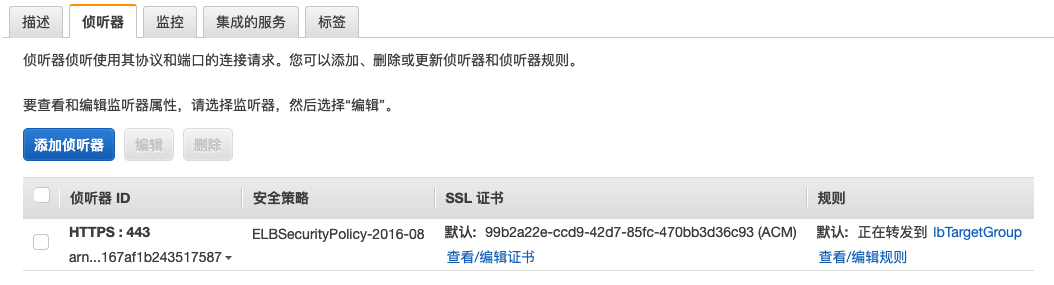 描述 侦听器 监控 集成的服务 标签
侦听器侦听使用其协议和端口的连接请求。您可以添加、删除或更新侦听器和侦听器规则。
要查看和编辑监听器属性，请选择监听器，然后选择“编辑”。
添加侦听器 编辑 删除
侦听器 ID 安全策略 SSL 证书 规则
HTTPS : 443 ELBSecurityPolicy-2016-08 默认: 99b2a22e-ccd9-42d7-85fc-470bb3d36c93 (ACM) 默认: 正在转发到 lbTargetGroup
arn...167af1b243517587 查看/编辑证书 查看/编辑规则